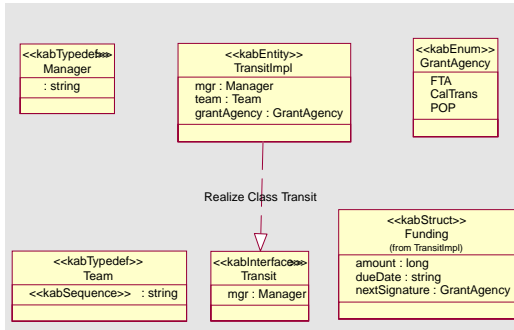 <<kabTypedef>>
Manager
: string
<<kabEntity>>
TransitImpl
mgr : Manager
team : Team
grantAgency : GrantAgency
<<kabEnum>>
GrantAgency
FTA
CalTrans
POP
Realize Class Transit
<<kabTypedef>>
Team
<<kabSequence>> : string
<<kabInterface>>
Transit
mgr : Manager
<<kabStruct>>
Funding
(from TransitImpl)
amount : long
dueDate : string
nextSignature : GrantAgency